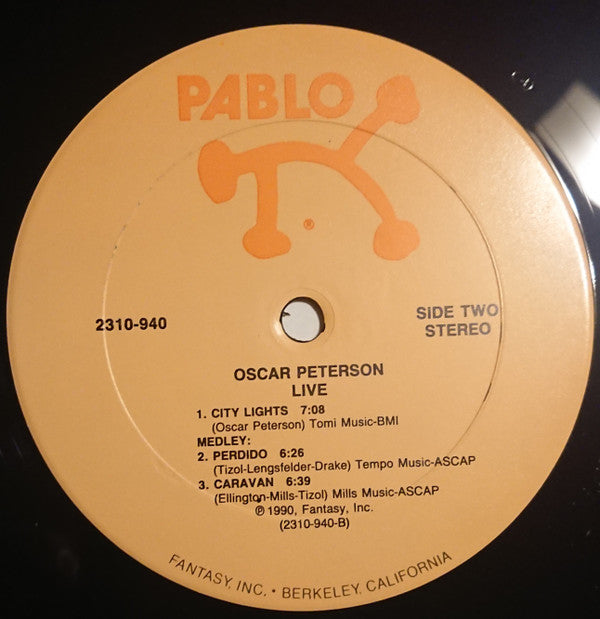 PABLO
®
2310-940
SIDE TWO
STEREO
OSCAR PETERSON
LIVE
1. CITY LIGHTS 7:08
(Oscar Peterson) Tomi Music-BMI
MEDLEY:
2. PERDIDO 6:26
(Tizol-Lengsfelder-Drake) Tempo Music-ASCAP
3. CARAVAN 6:39
(Ellington-Mills-Tizol) Mills Music-ASCAP
℗ 1990, Fantasy, Inc.
(2310-940-B)
FANTASY, INC. • BERKELEY, CALIFORNIA